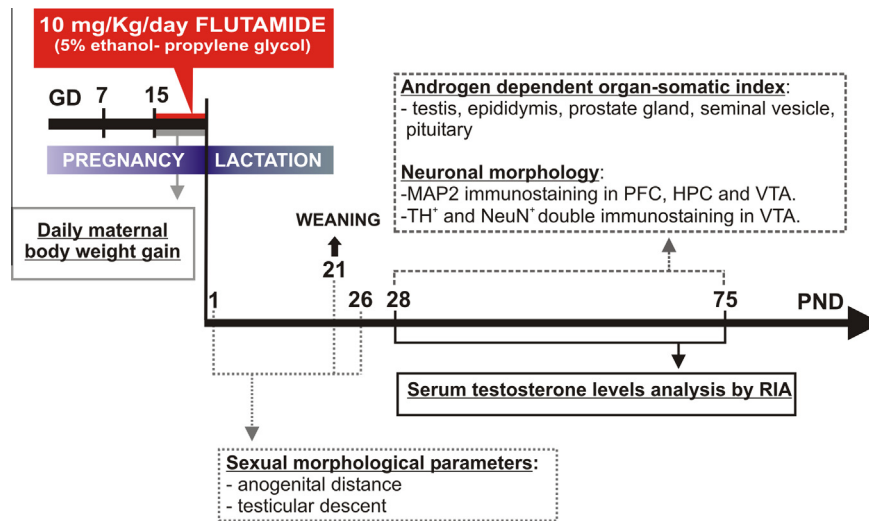 10 mg/Kg/day FLUTAMIDE
(5% ethanol- propylene glycol)
GD
7
15
PREGNANCY
LACTATION
Daily maternal
body weight gain
Androgen dependent organ-somatic index:
- testis, epididymis, prostate gland, seminal vesicle,
pituitary
Neuronal morphology:
-MAP2 immunostaining in PFC, HPC and VTA.
-TH+ and NeuN+ double immunostaining in VTA.
WEANING
21
1
26
28
75
PND
Serum testosterone levels analysis by RIA
Sexual morphological parameters:
- anogenital distance
- testicular descent